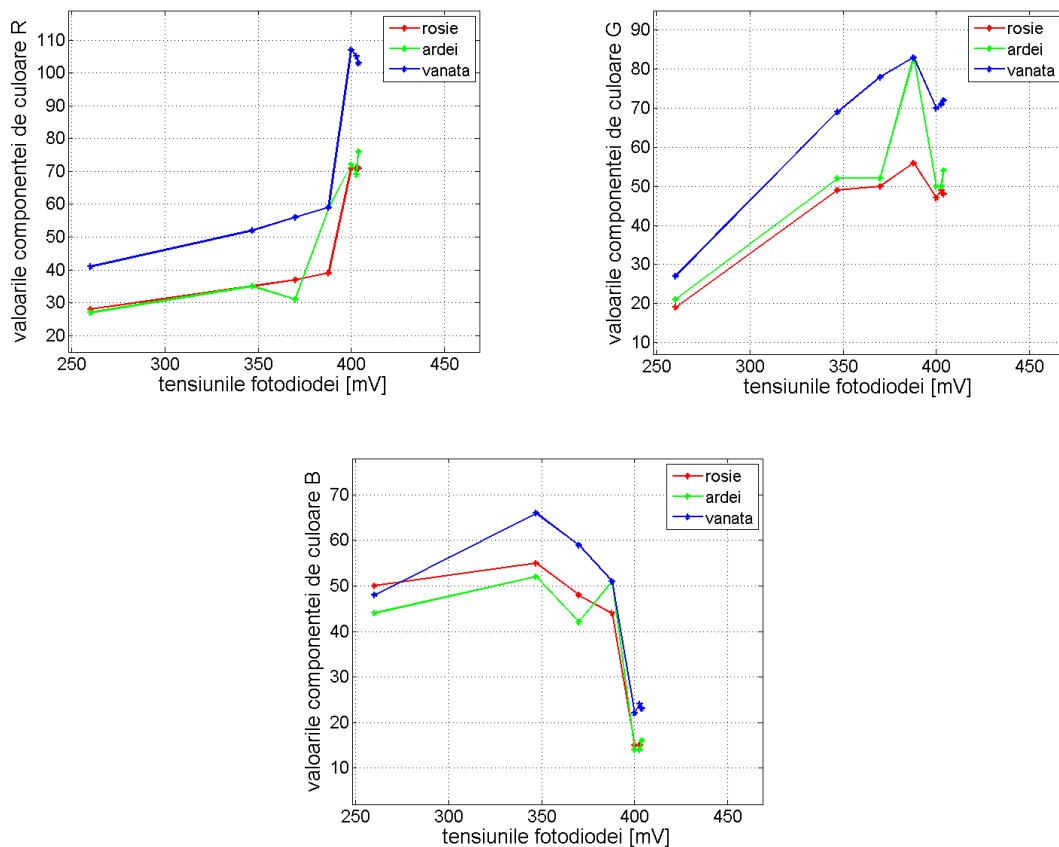 valoarile componentei de culoare R
110
100
90
80
70
60
50
40
30
20
250 300 350 400 450
tensiunile fotodiodei [mV]
rosie
ardei
vanata
valoarile componentei de culoare G
90
80
70
60
50
40
30
20
10
250 300 350 400 450
tensiunile fotodiodei [mV]
rosie
ardei
vanata
valoarile componentei de culoare B
70
60
50
40
30
20
10
250 300 350 400 450
tensiunile fotodiodei [mV]
rosie
ardei
vanata